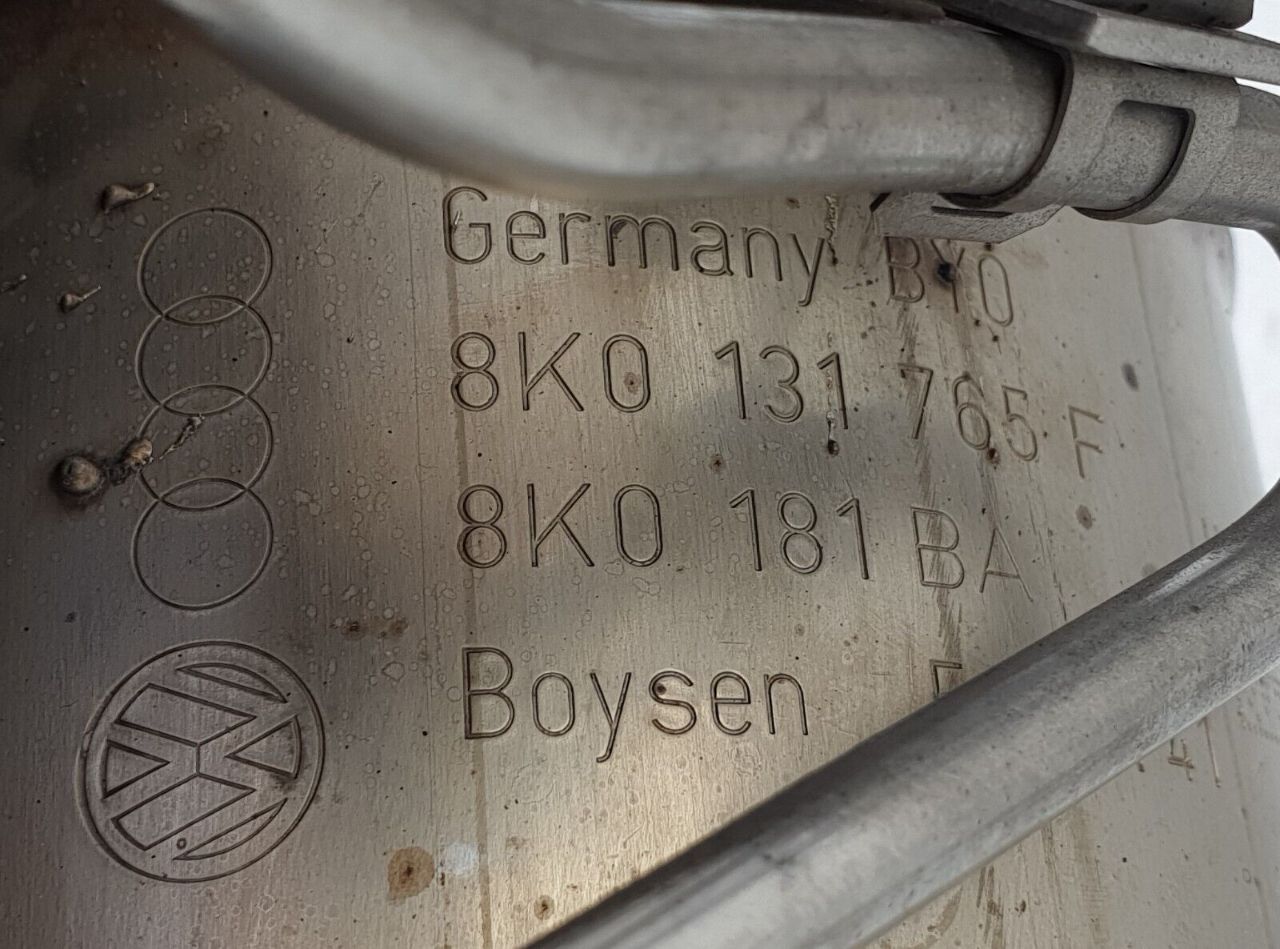 Germany BYO
8K0 131 765 F
8K0 181 BA
Boysen